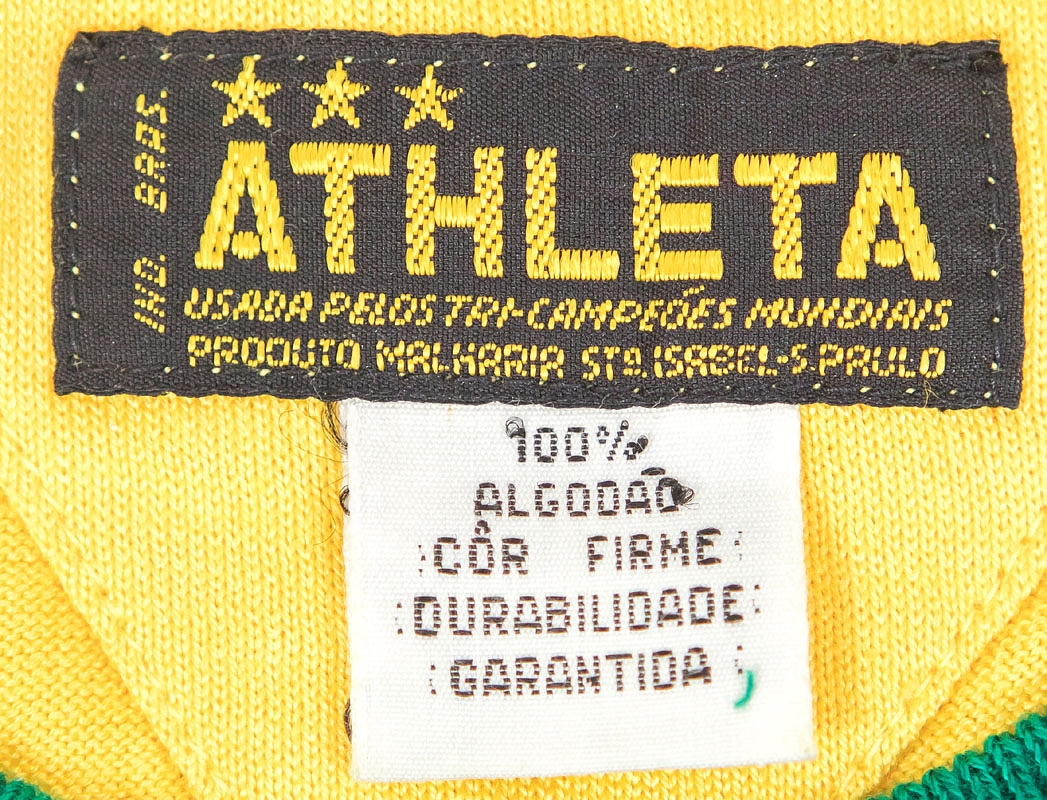 IND. BRAS.
ATHLETA
USADA PELOS TRI-CAMPEÕES MUNDIAIS
PRODUTO MALHARIA STA. ISABEL-S.PAULO
100%
ALGODÃO
CÔR FIRME
DURABILIDADE
GARANTIDA